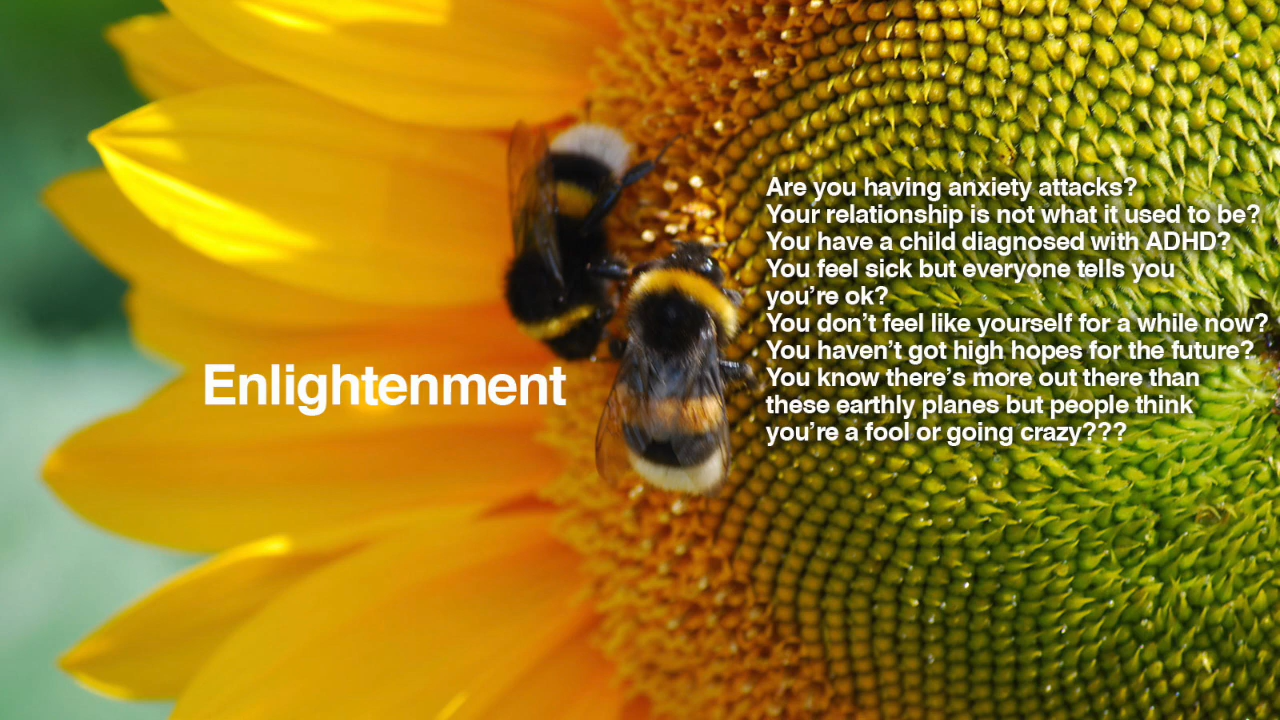 Enlightenment
Are you having anxiety attacks?
Your relationship is not what it used to be?
You have a child diagnosed with ADHD?
You feel sick but everyone tells you
you’re ok?
You don’t feel like yourself for a while now?
You haven’t got high hopes for the future?
You know there’s more out there than
these earthly planes but people think
you’re a fool or going crazy???